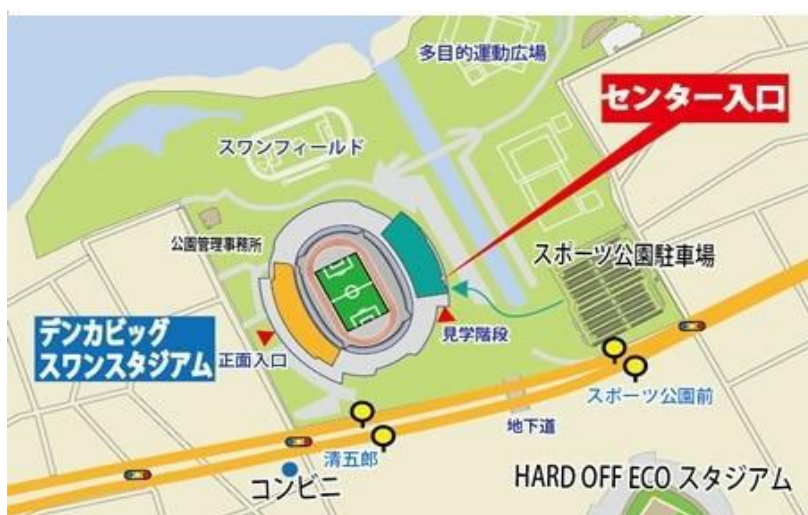 多目的運動広場
センター入口
スワンフィールド
公園管理事務所
スポーツ公園駐車場
デンカビッグ
スワンスタジアム
正面入口
見学階段
スポーツ公園前
地下道
清五郎
コンビニ
HARD OFF ECO スタジアム